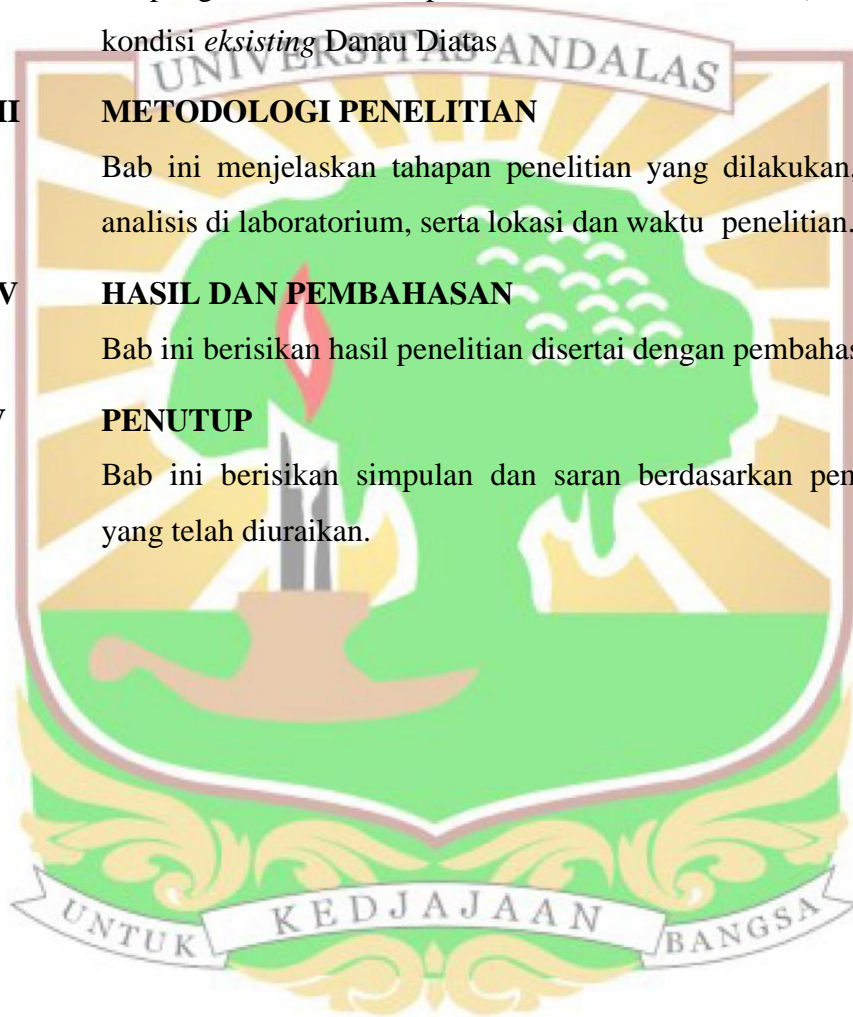 kondisi eksisting Danau Diatas
UNIVERSITAS ANDALAS
METODOLOGI PENELITIAN
Bab ini menjelaskan tahapan penelitian yang dilakukan,
analisis di laboratorium, serta lokasi dan waktu penelitian.
V HASIL DAN PEMBAHASAN
Bab ini berisikan hasil penelitian disertai dengan
PENUTUP
Bab ini berisikan simpulan dan saran berdasarkan
yang telah diuraikan.
UNTUK KEDJAJAAN BANGSA